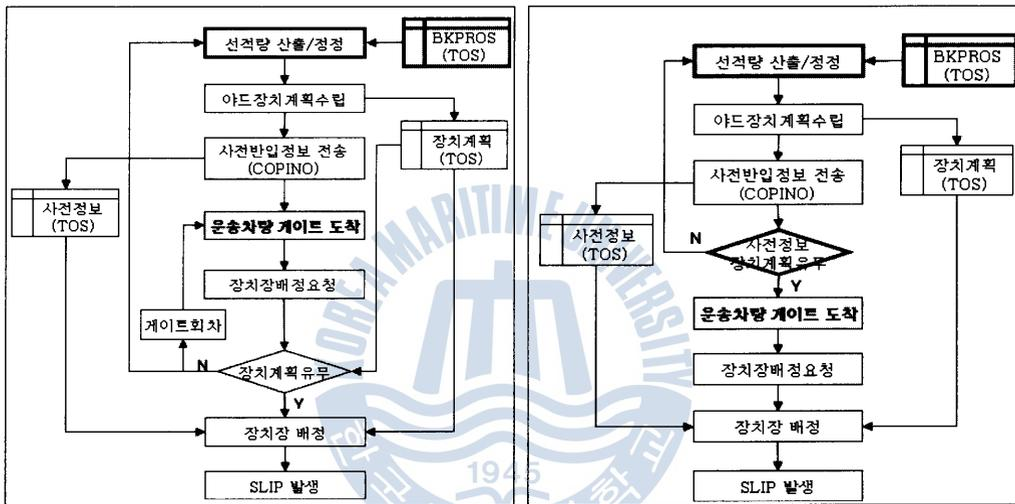 선적량 산출/정정
BKPROS
(TOS)
야드장치계획수립
사전반입정보 전송
(COPINO)
장치계획
(TOS)
사전정보
(TOS)
운송차량 게이트 도착
장치장배정요청
게이트회차
N
장치계획유무
Y
장치장 배정
SLIP 발생
선적량 산출/정정
BKPROS
(TOS)
야드장치계획수립
사전반입정보 전송
(COPINO)
장치계획
(TOS)
사전정보
(TOS)
N
사전정보
장치계획유무
Y
운송차량 게이트 도착
장치장배정요청
장치장 배정
SLIP 발생
KOREA MARITIME UNIVERSITY
1945